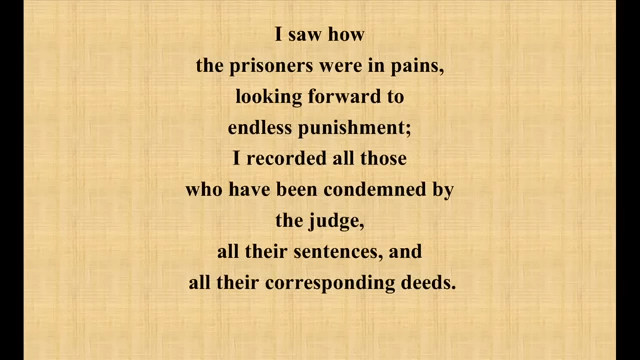 I saw how
the prisoners were in pains,
looking forward to
endless punishment;
I recorded all those
who have been condemned by
the judge,
all their sentences, and
all their corresponding deeds.